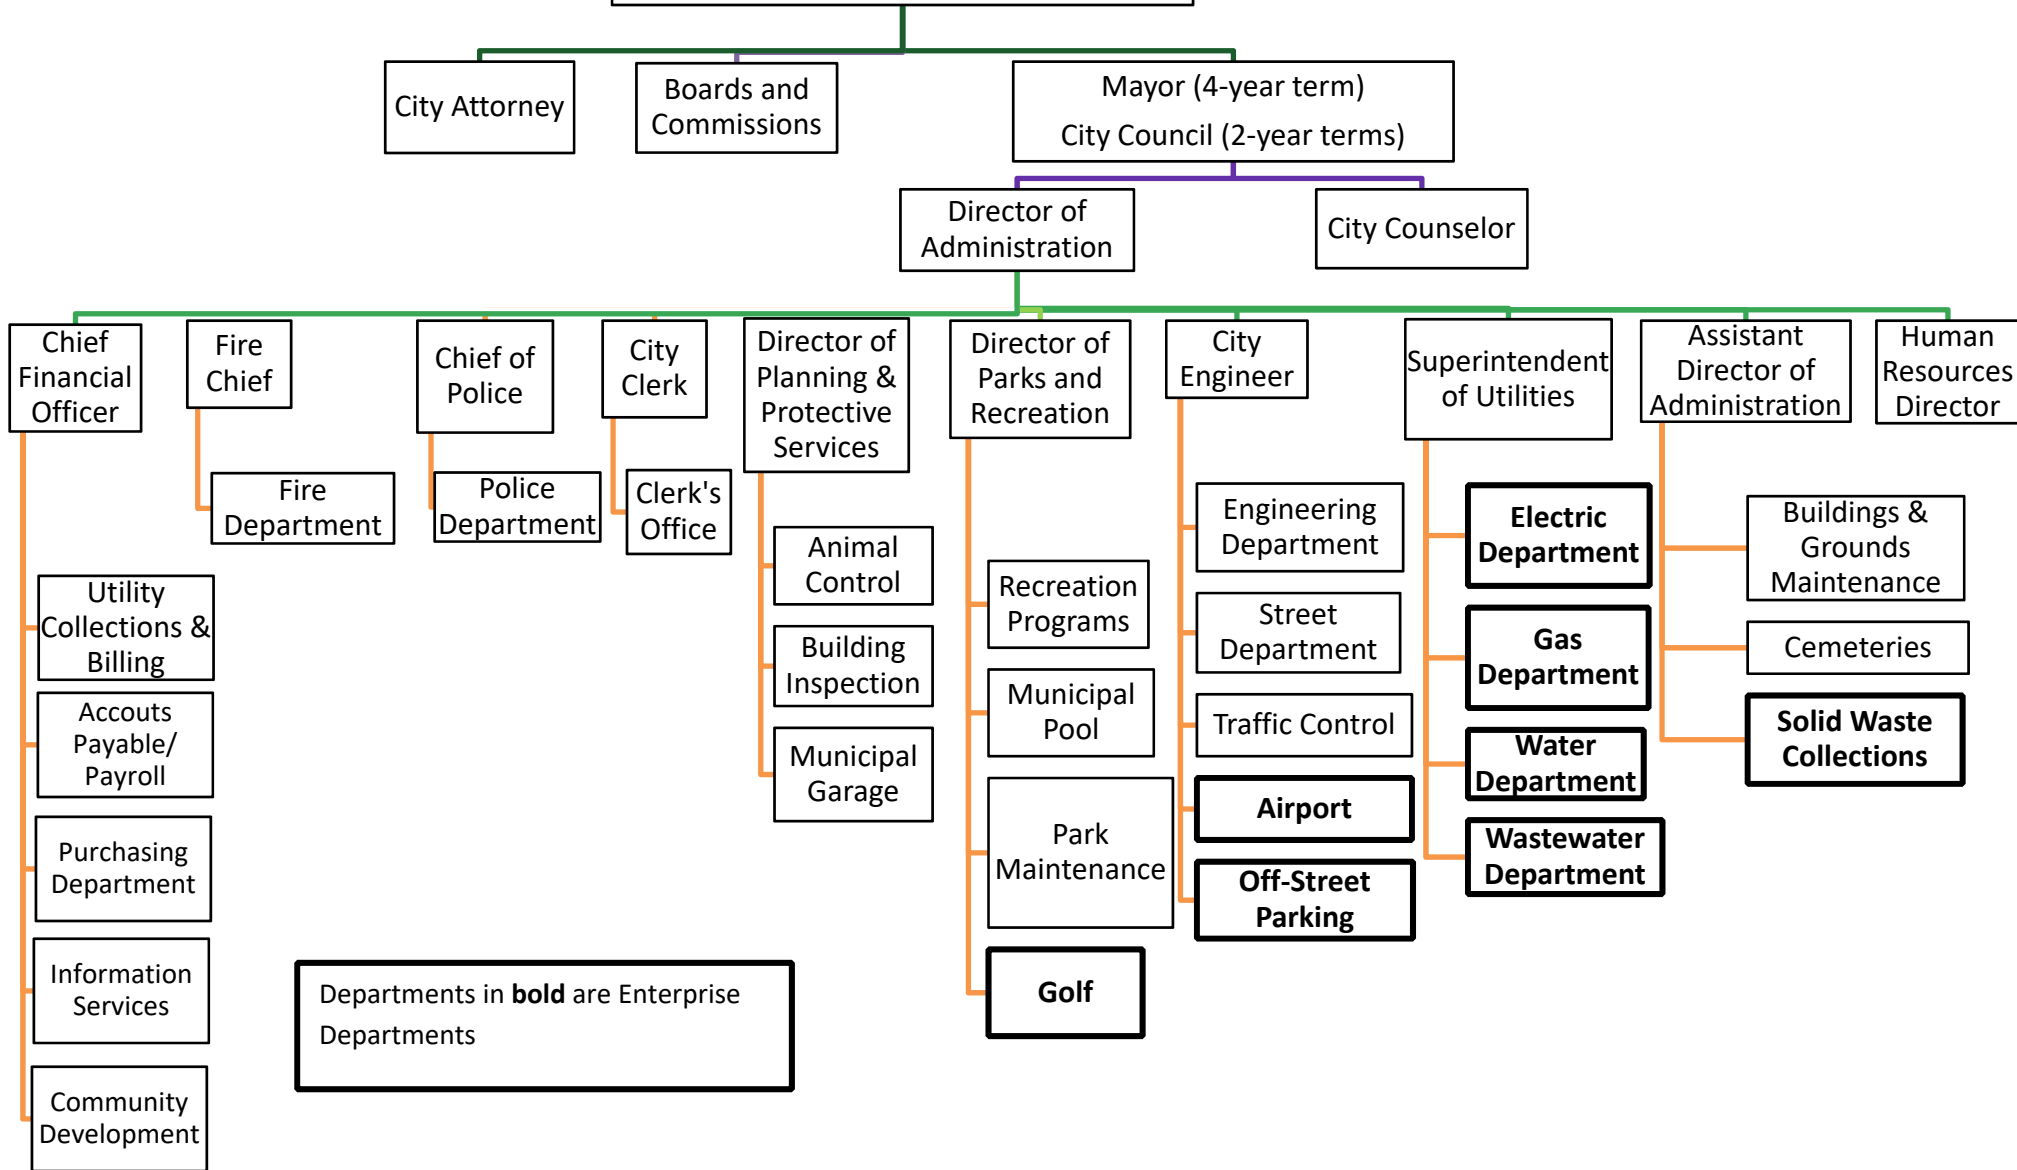 City Attorney
Boards and
Commissions
Mayor (4-year term)
City Council (2-year terms)
Director of
Administration
City Counselor
Chief
Financial
Officer
Fire
Chief
Chief of
Police
City
Clerk
Director of
Planning &
Protective
Services
Director of
Parks and
Recreation
City
Engineer
Superintendent
of Utilities
Assistant
Director of
Administration
Human
Resources
Director
Utility
Collections &
Billing
Accouts
Payable/
Payroll
Purchasing
Department
Information
Services
Community
Development
Fire
Department
Police
Department
Clerk's
Office
Animal
Control
Building
Inspection
Municipal
Garage
Recreation
Programs
Municipal
Pool
Park
Maintenance
Golf
Engineering
Department
Street
Department
Traffic Control
Airport
Off-Street
Parking
Electric
Department
Gas
Department
Water
Department
Wastewater
Department
Buildings &
Grounds
Maintenance
Cemeteries
Solid Waste
Collections
Departments in bold are Enterprise
Departments